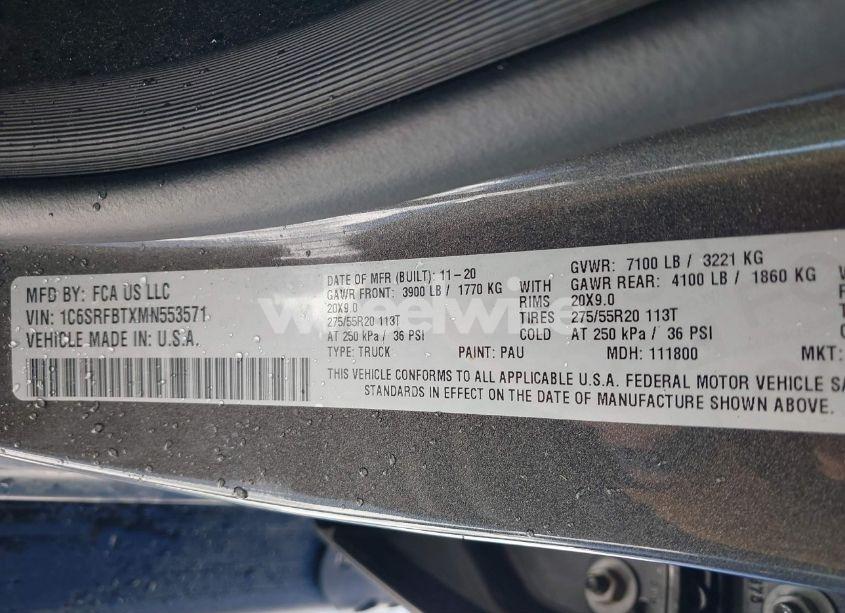 MFD BY: FCA US LLC
VIN: 1C6SRFBTXMN553571
VEHICLE MADE IN: U.S.A.
DATE OF MFR (BUILT): 11-20
GAWR FRONT: 3900 LB / 1770 KG
20X9.0
275/55R20 113T
AT 250 kPa / 36 PSI
TYPE: TRUCK
PAINT: PAU
WITH
RIMS
TIRES
COLD
GVWR: 7100 LB / 3221 KG
GAWR REAR: 4100 LB / 1860 KG
20X9.0
275/55R20 113T
AT 250 kPa / 36 PSI
MDH: 111800
MKT:
THIS VEHICLE CONFORMS TO ALL APPLICABLE U.S.A. FEDERAL MOTOR VEHICLE SA
STANDARDS IN EFFECT ON THE DATE OF MANUFACTURE SHOWN ABOVE.
wheelwire